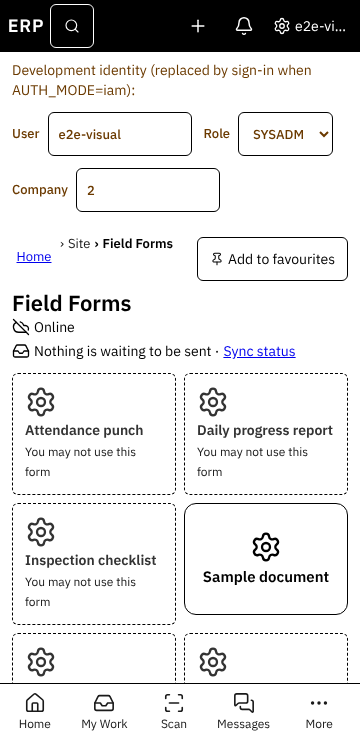 ERP
e2e-vi...
Development identity (replaced by sign-in when
AUTH_MODE=iam):
User
e2e-visual
Role
SYSADM
Company
2
Home › Site › Field Forms
Add to favourites
Field Forms
Online
Nothing is waiting to be sent · Sync status
Attendance punch
You may not use this
form
Daily progress report
You may not use this
form
Inspection checklist
You may not use this
form
Sample document
Home
My Work
Scan
Messages
More